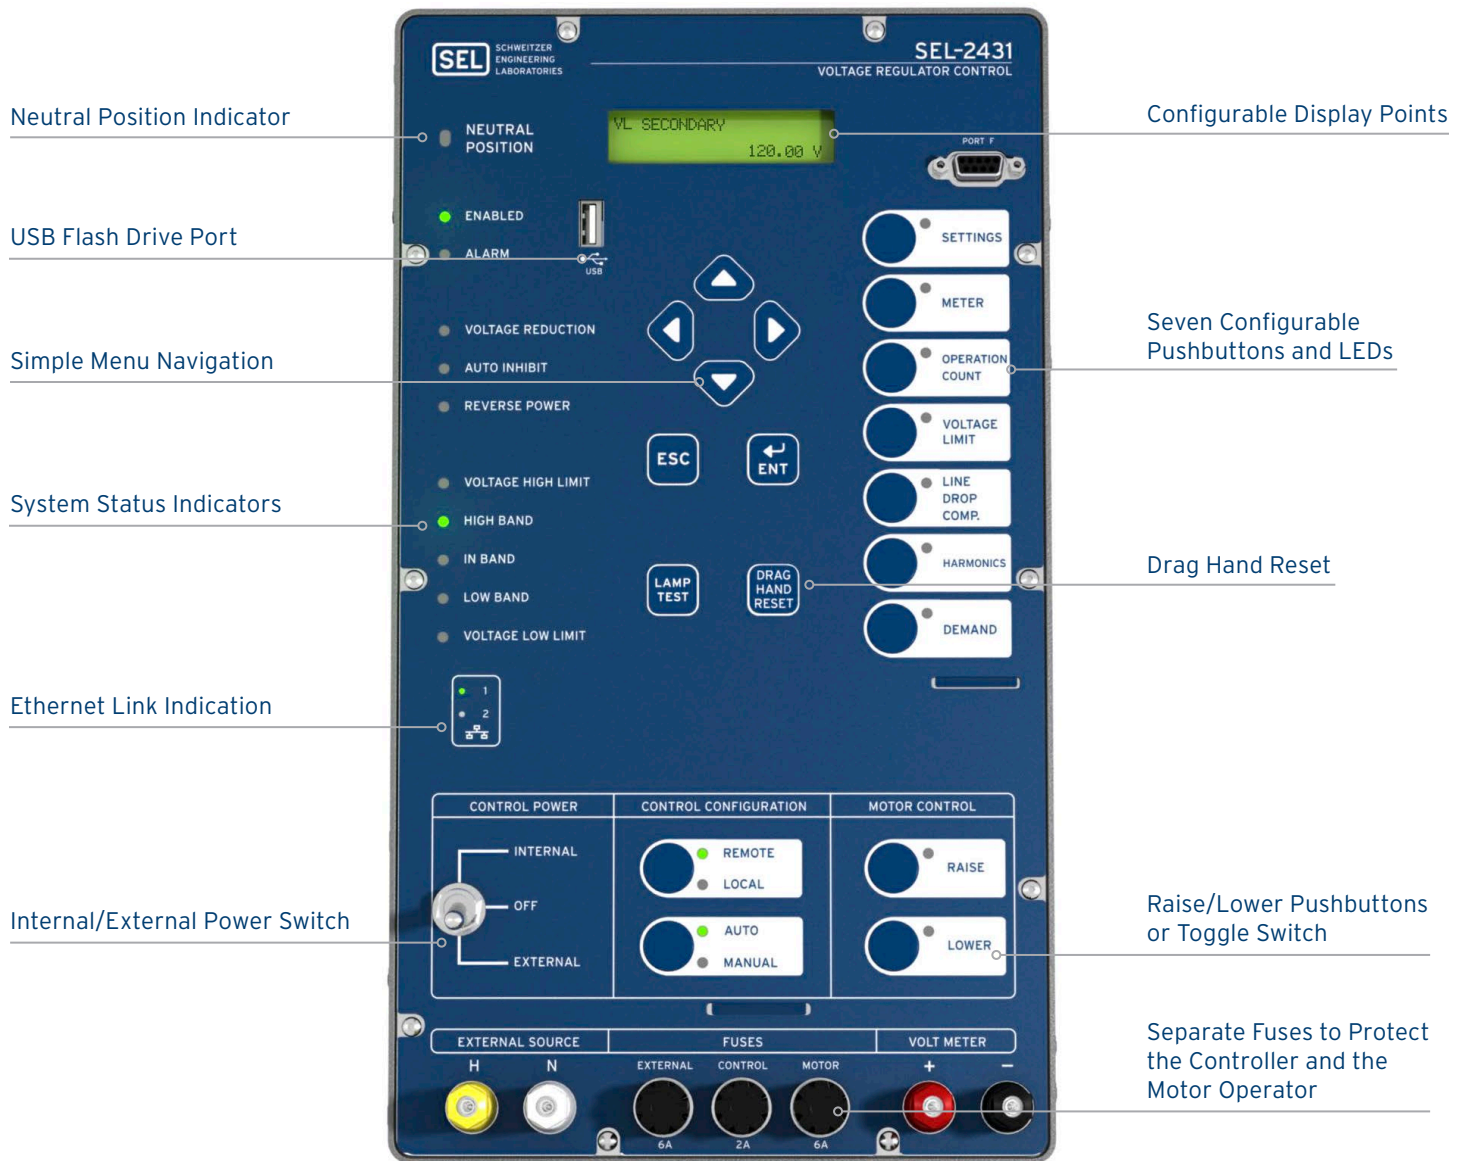 SEL
SCHWEITZER
ENGINEERING
LABORATORIES
SEL-2431
VOLTAGE REGULATOR CONTROL
Neutral Position Indicator
NEUTRAL
POSITION
VL SECONDARY
120.00 V
Configurable Display Points
PORT F
USB Flash Drive Port
ENABLED
ALARM
USB
SETTINGS
METER
OPERATION
COUNT
VOLTAGE
LIMIT
LINE
DROP
COMP.
HARMONICS
DEMAND
Seven Configurable
Pushbuttons and LEDs
Simple Menu Navigation
VOLTAGE REDUCTION
AUTO INHIBIT
REVERSE POWER
ESC
ENT
System Status Indicators
VOLTAGE HIGH LIMIT
HIGH BAND
IN BAND
LOW BAND
VOLTAGE LOW LIMIT
LAMP
TEST
DRAG
HAND
RESET
Drag Hand Reset
Ethernet Link Indication
1
2
CONTROL POWER
INTERNAL
OFF
EXTERNAL
Internal/External Power Switch
CONTROL CONFIGURATION
REMOTE
LOCAL
AUTO
MANUAL
MOTOR CONTROL
RAISE
LOWER
Raise/Lower Pushbuttons
or Toggle Switch
EXTERNAL SOURCE
H N
FUSES
EXTERNAL CONTROL MOTOR
6A 2A 6A
VOLT METER
+ −
Separate Fuses to Protect
the Controller and the
Motor Operator